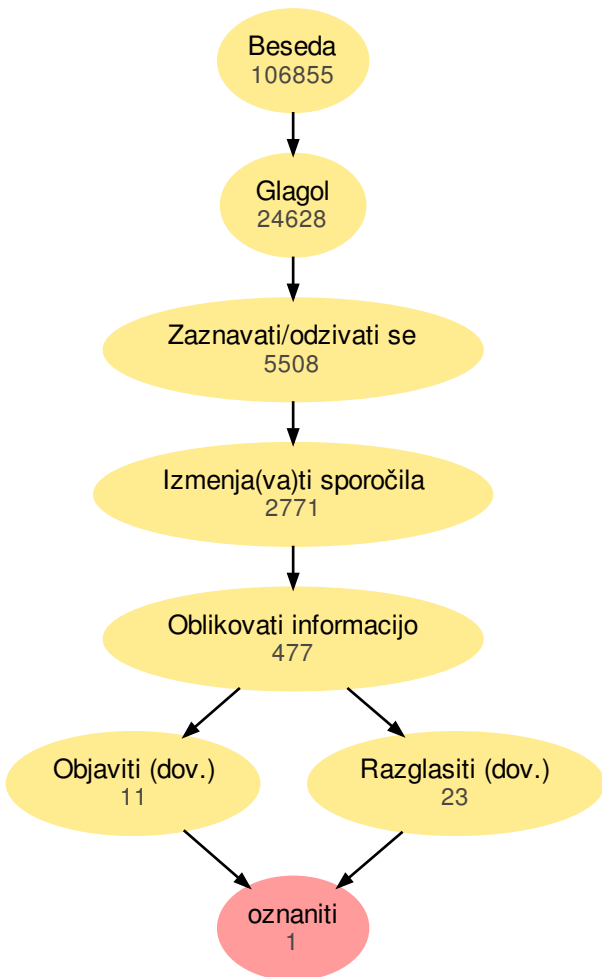 Beseda
106855
Glagol
24628
Zaznavati/odzivati se
5508
Izmenja(va)ti sporočila
2771
Oblikovati informacijo
477
Objaviti (dov.)
11
Razglasiti (dov.)
23
oznaniti
1